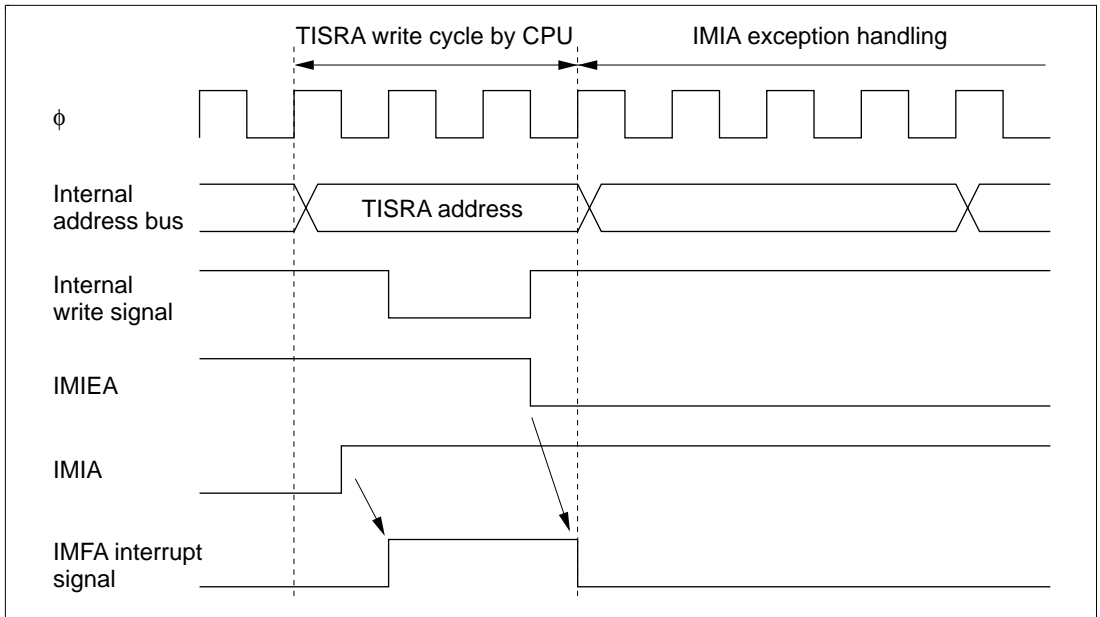 TISRA write cycle by CPU
IMIA exception handling
ϕ
Internal
address bus
TISRA address
Internal
write signal
IMIEA
IMIA
IMFA interrupt
signal